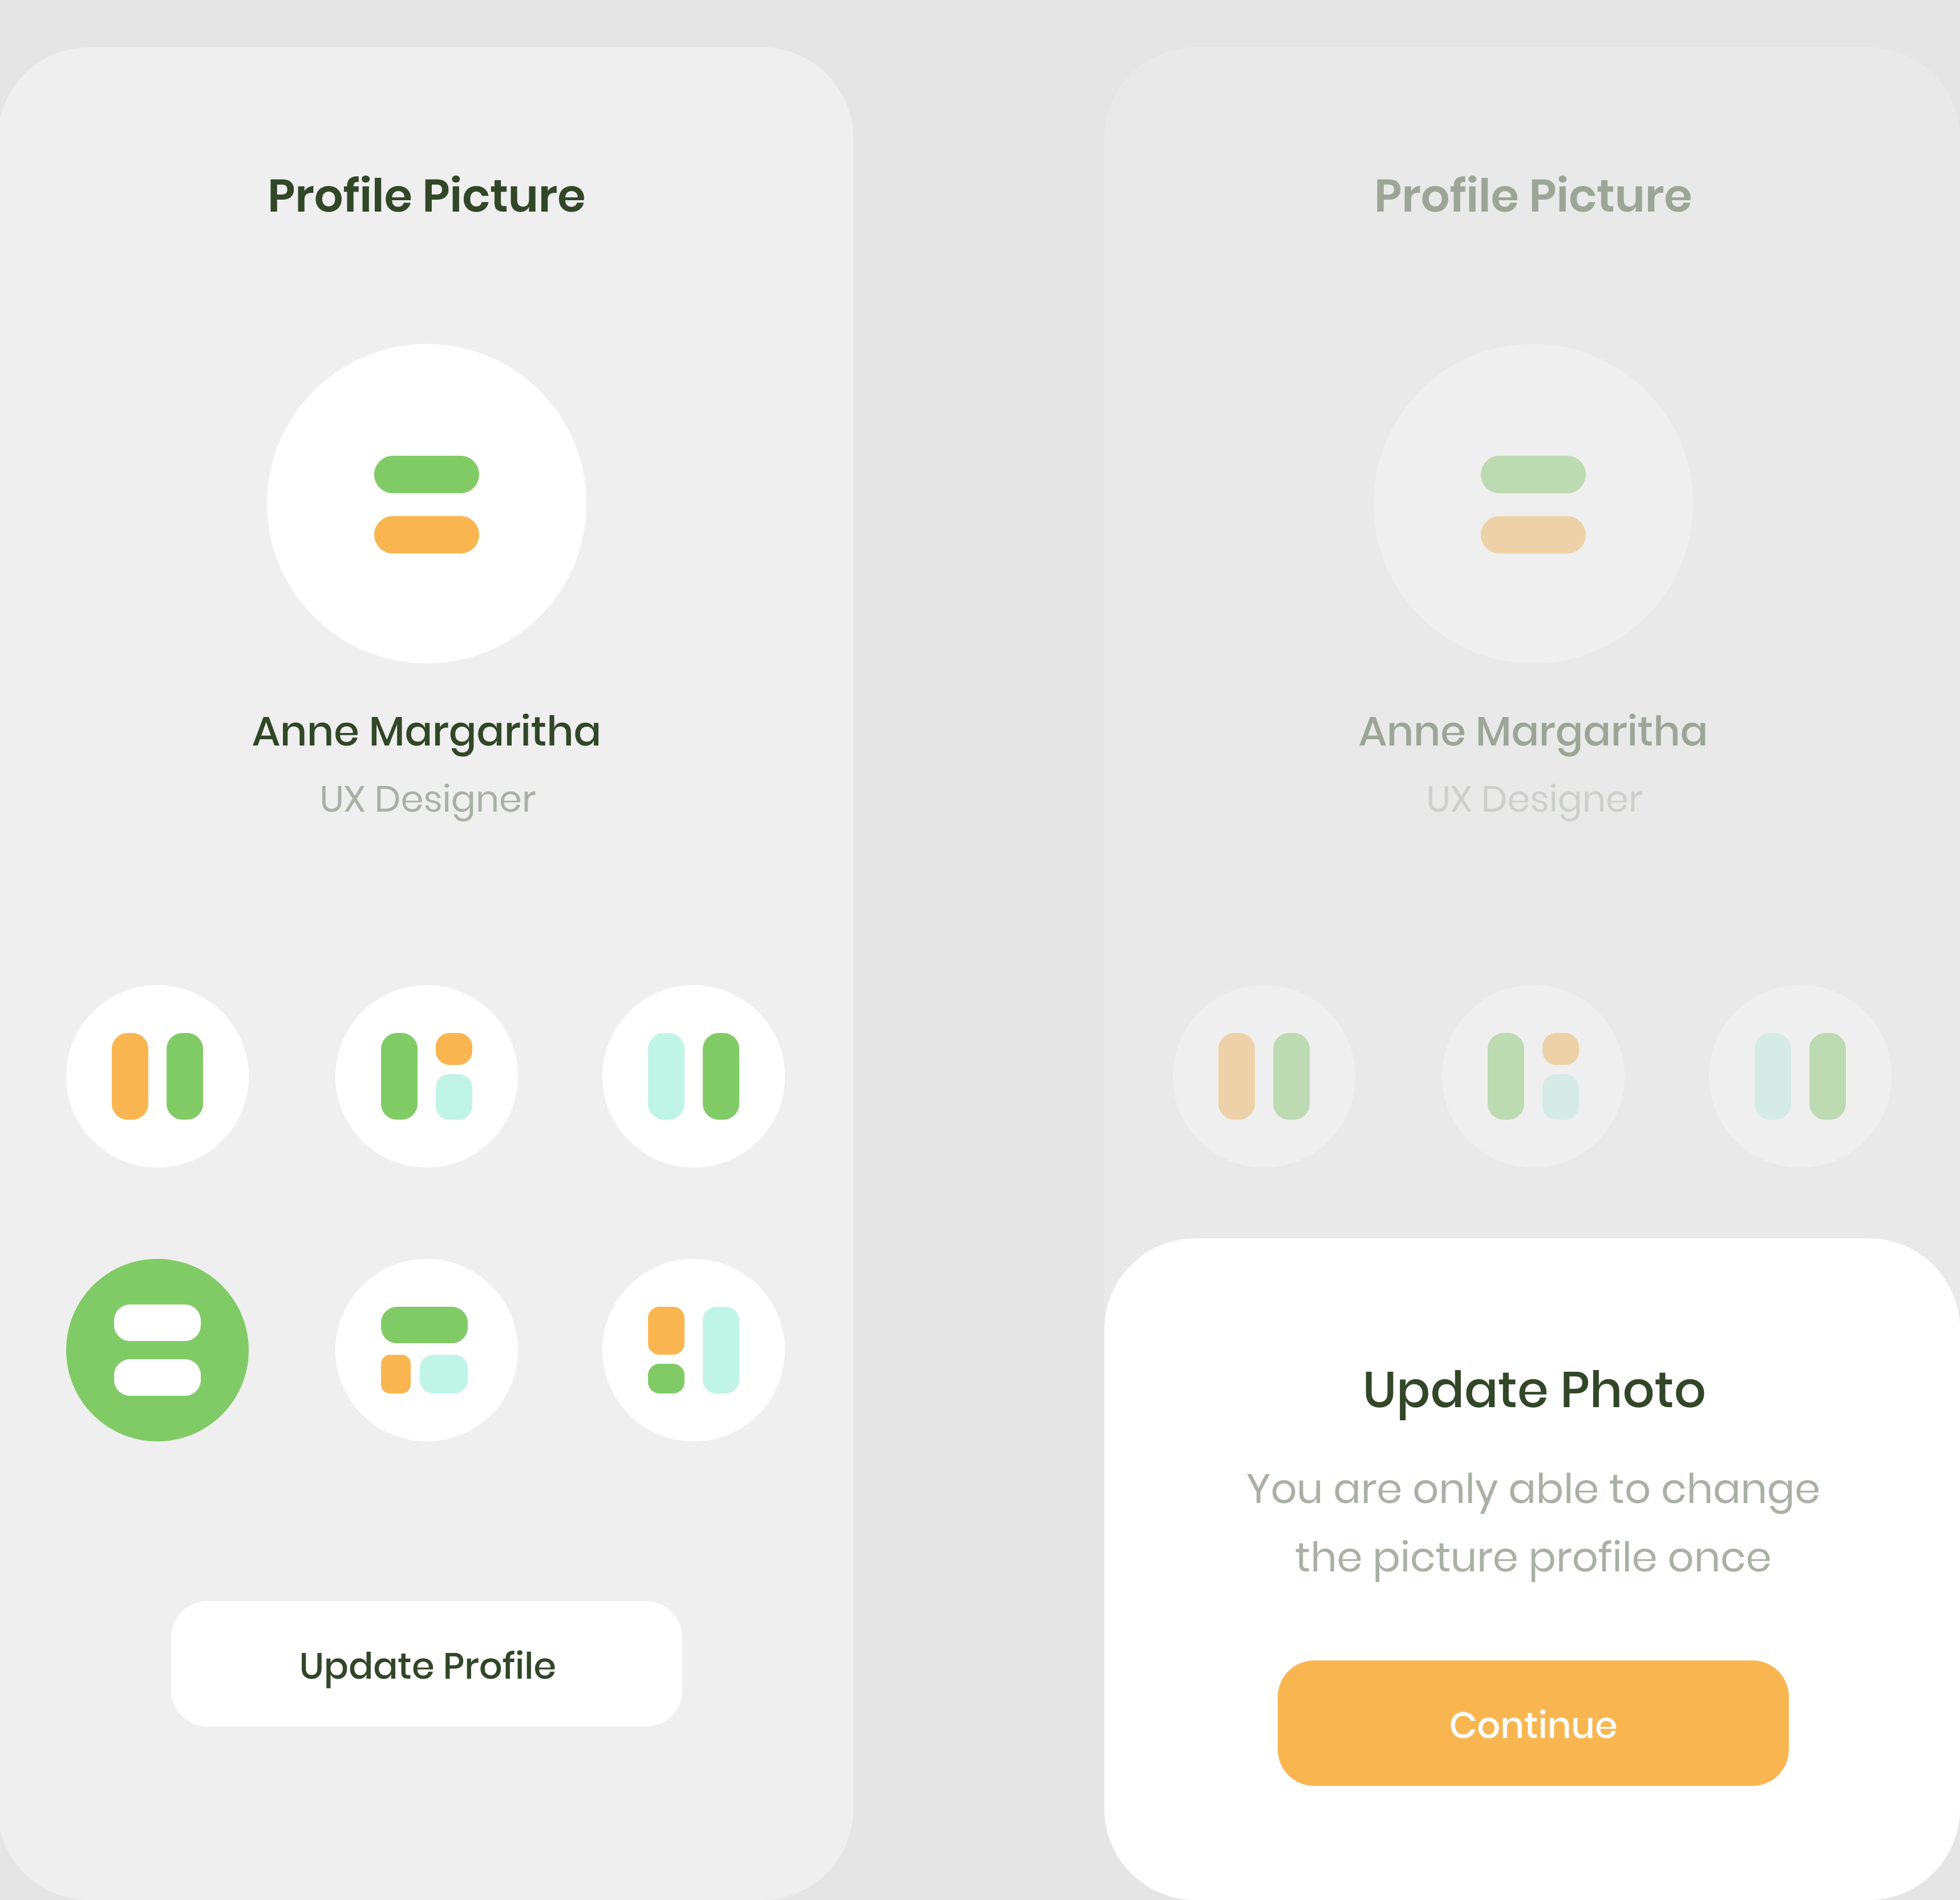 Profile Picture
Anne Margaritha
UX Designer
Update Profile
Profile Picture
Anne Margaritha
UX Designer
Update Photo
You are only able to change
the picture profile once
Continue